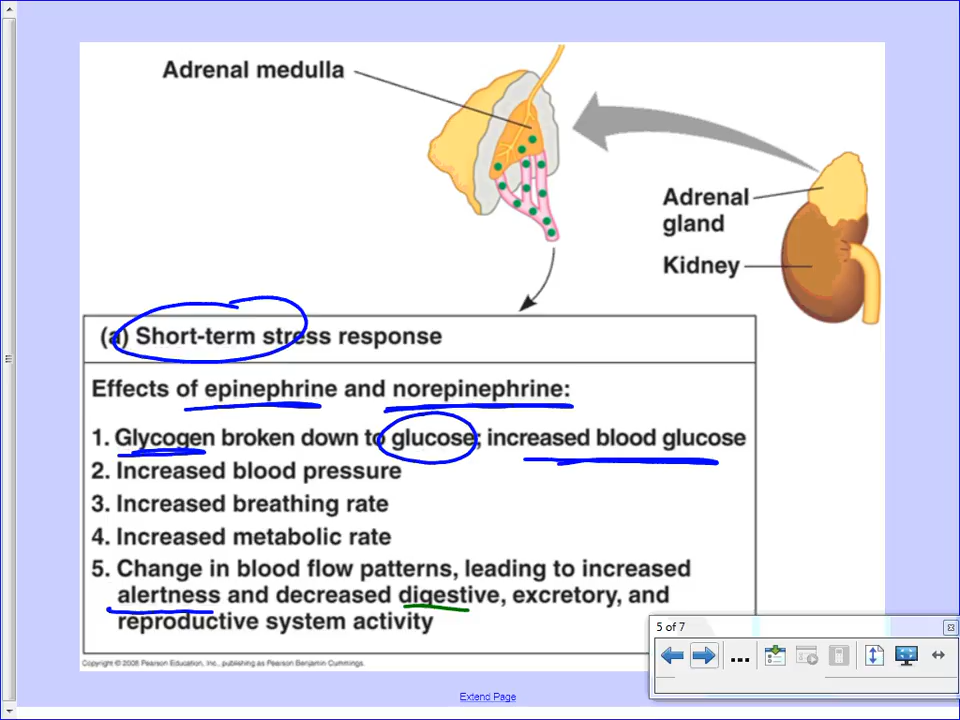 Adrenal medulla
Adrenal
gland
Kidney
(a) Short-term stress response
Effects of epinephrine and norepinephrine:
1. Glycogen broken down to glucose; increased blood glucose
2. Increased blood pressure
3. Increased breathing rate
4. Increased metabolic rate
5. Change in blood flow patterns, leading to increased
alertness and decreased digestive, excretory, and
reproductive system activity
Copyright © 2008 Pearson Education, Inc., publishing as Pearson Benjamin Cummings.
5 of 7
Extend Page